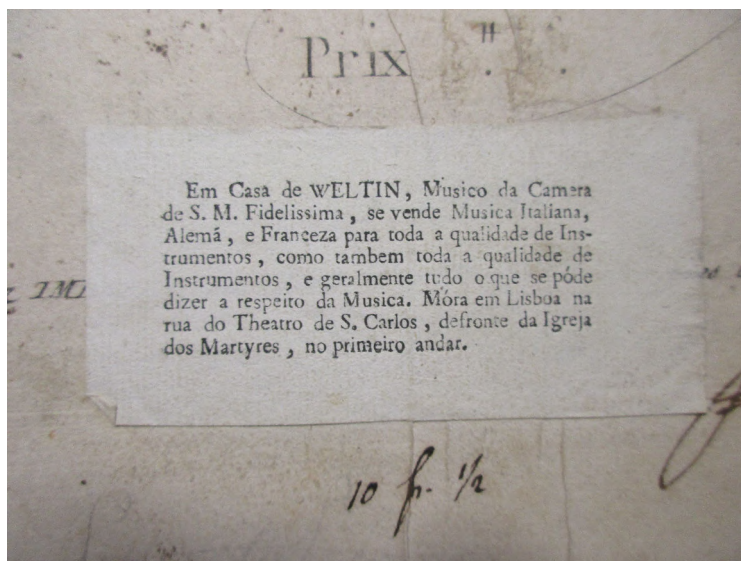 Prix
Em Casa de WELTIN, Musico da Camera
de S. M. Fidelissima, se vende Musica Italiana,
Alemá, e Franceza para toda a qualidade de Ins-
trumentos, como tambem toda a qualidade de
Instrumentos, e geralmente tudo o que se póde
dizer a respeito da Musica. Móra em Lisboa na
rua do Theatro de S. Carlos, defronte da Igreja
dos Martyres, no primeiro andar.
IMP
10 fr. 1/2